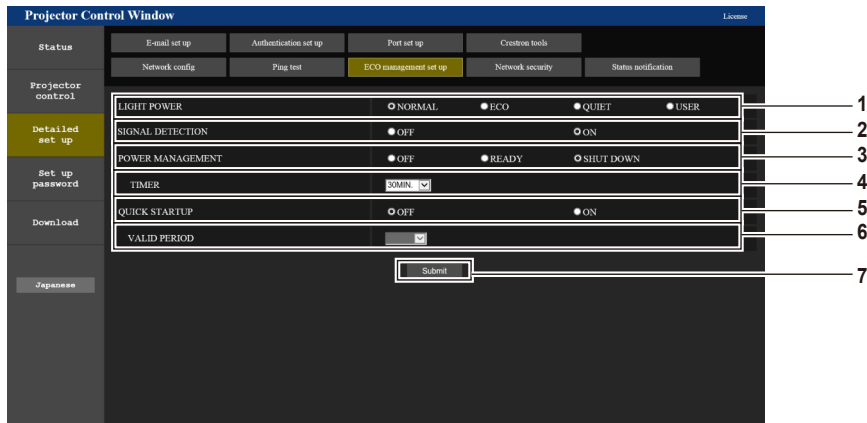 Projector Control Window License
Status
E-mail set up Authentication set up Port set up Crestron tools
Network config Ping test ECO management set up Network security Status notification
Projector
control
Detailed
set up
Set up
password
Download
Japanese
LIGHT POWER NORMAL ECO QUIET USER 1
SIGNAL DETECTION OFF ON 2
POWER MANAGEMENT OFF READY SHUT DOWN 3
TIMER 30MIN. 4
QUICK STARTUP OFF ON 5
VALID PERIOD 6
Submit 7